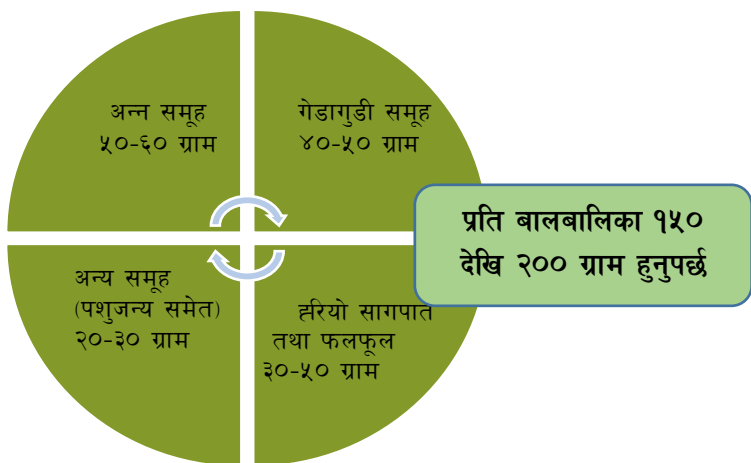 अन्न समूह
५०-६० ग्राम
गेडागुडी समूह
४०-५० ग्राम
प्रति बालबालिका १५०
देखि २०० ग्राम हुनुपर्छ
अन्य समूह
(पशुजन्य समेत)
२०-३० ग्राम
हरियो सागपात
तथा फलफूल
३०-५० ग्राम